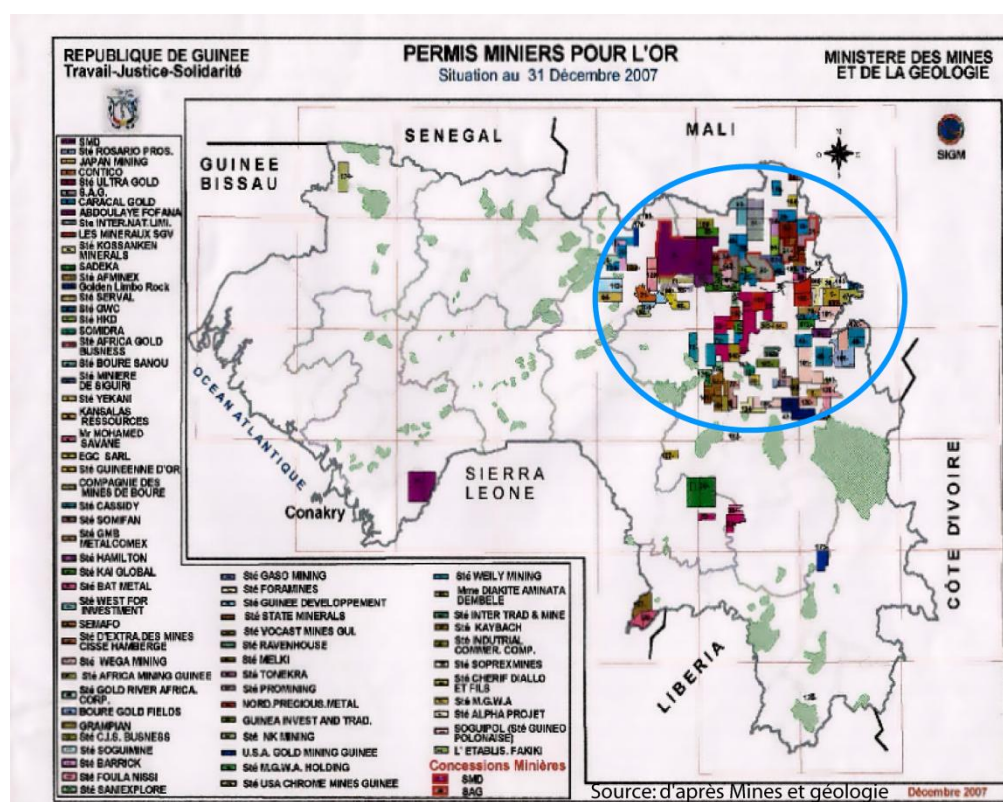 REPUBLIQUE DE GUINEE
Travail-Justice-Solidarité
PERMIS MINIERS POUR L'OR
Situation au 31 Décembre 2007
MINISTERE DES MINES
ET DE LA GEOLOGIE
SIGM
SENEGAL
MALI
GUINEE
BISSAU
OCEAN ATLANTIQUE
Conakry
SIERRA
LEONE
LIBERIA
CÔTE D'IVOIRE
SMD
Sté ROSARIO PROS.
JAPAN MINING
CONTICO
Sté ULTRA GOLD
S.A.G.
CARACAL GOLD
ABDOULAYE FOFANA
Ste INTER.NAT.UMI.
LES MINERAUX SGV
Sté KOSSANKEN
MINERALS
SADEKA
Sté AFMINEX
Golden Limbo Rock
Sté SERVAL
Sté GWC
Sté HKD
SOMIDRA
Sté AFRICA GOLD
BUSNESS
Sté BOURE SANOU
Sté MINIERE
DE SIGUIRI
Sté YEKANI
KANSALAS
RESSOURCES
Mr MOHAMED
SAVANE
EGC SARL
Sté GUINEENNE D'OR
COMPAGNIE DES
MINES DE BOURE
Sté CASSIDY
Sté SOMIFAN
Sté GMB
METALCOMEX
Sté HAMILTON
Sté KAI GLOBAL
Sté BAT METAL
Sté WEST FOR
INVESTMENT
SEMAFO
Sté D'EXTRA.DES MINES
CISSE HAMBERGE
Sté WEGA MINING
Sté AFRICA MINING GUINEE
Sté GOLD RIVER AFRICA.
CORP.
BOURE GOLD FIELDS
GRAMPIAN
Sté C.I.S. BUSNESS
Sté SOGUIMINE
Sté BARRICK
Sté FOULA NISSI
Sté SANIEXPLORE
Sté GASO MINING
Sté FORAMINES
Sté GUINEE DEVELOPPEMENT
Sté STATE MINERALS
Sté VOCAST MINES GUI.
Sté RAVENHOUSE
Sté MELKI
Sté TONEKRA
Sté PROMINING
NORD.PRECIOUS.METAL
GUINEA INVEST AND TRAD.
Sté NK MINING
U.S.A. GOLD MINING GUINEE
Sté M.G.W.A. HOLDING
Sté USA CHROME MINES GUINEE
Sté WEILY MINING
Mme DIAKITE AMINATA
DEMBELE
Sté INTER TRAD & MINE
Sté KAYBACH
Sté INDUTRIAL
COMMER. COMP.
Sté SOPREXMINES
Sté CHERIF DIALLO
ET FILS
Sté M.G.W.A
Sté ALPHA PROJET
SOGUIPOL (Sté GUINEO
POLONAISE)
L' ETABLIS. FAKIKI
Concessions Minières
SMD
SAG
Source: d'après Mines et géologie
Décembre 2007